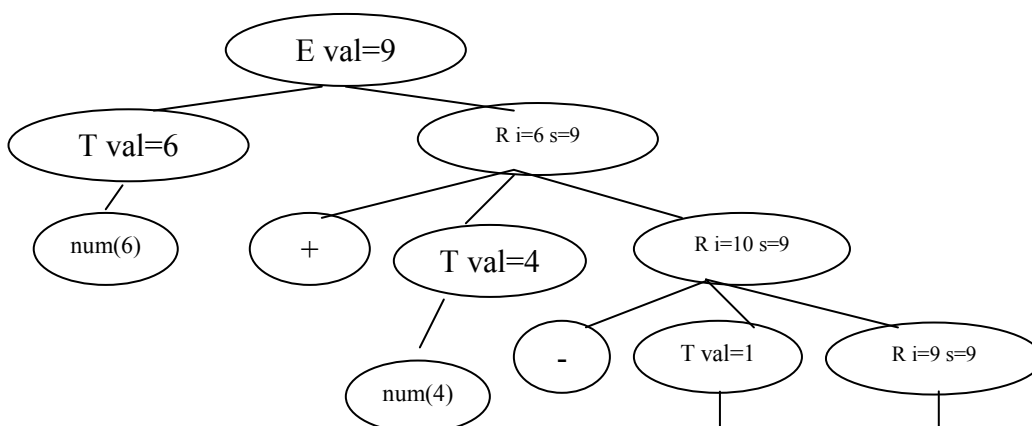 E val=9
T val=6
R i=6 s=9
num(6)
+
T val=4
R i=10 s=9
-
T val=1
R i=9 s=9
num(4)